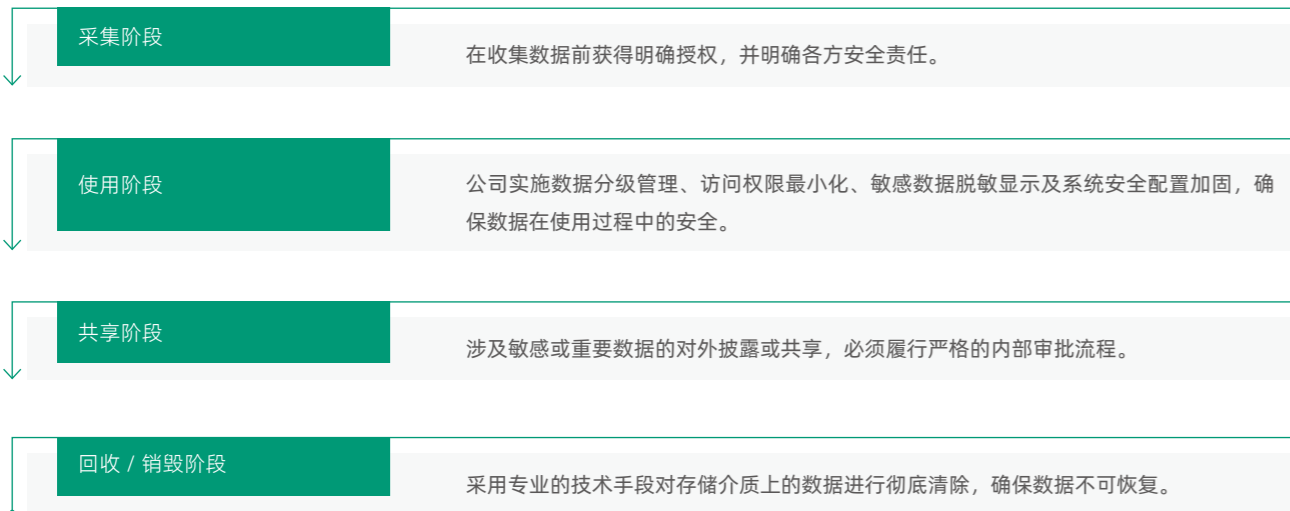 采集阶段
在收集数据前获得明确授权，并明确各方安全责任。
使用阶段
公司实施数据分级管理、访问权限最小化、敏感数据脱敏显示及系统安全配置加固，确
保数据在使用过程中的安全。
共享阶段
涉及敏感或重要数据的对外披露或共享，必须履行严格的内部审批流程。
回收 / 销毁阶段
采用专业的技术手段对存储介质上的数据进行彻底清除，确保数据不可恢复。